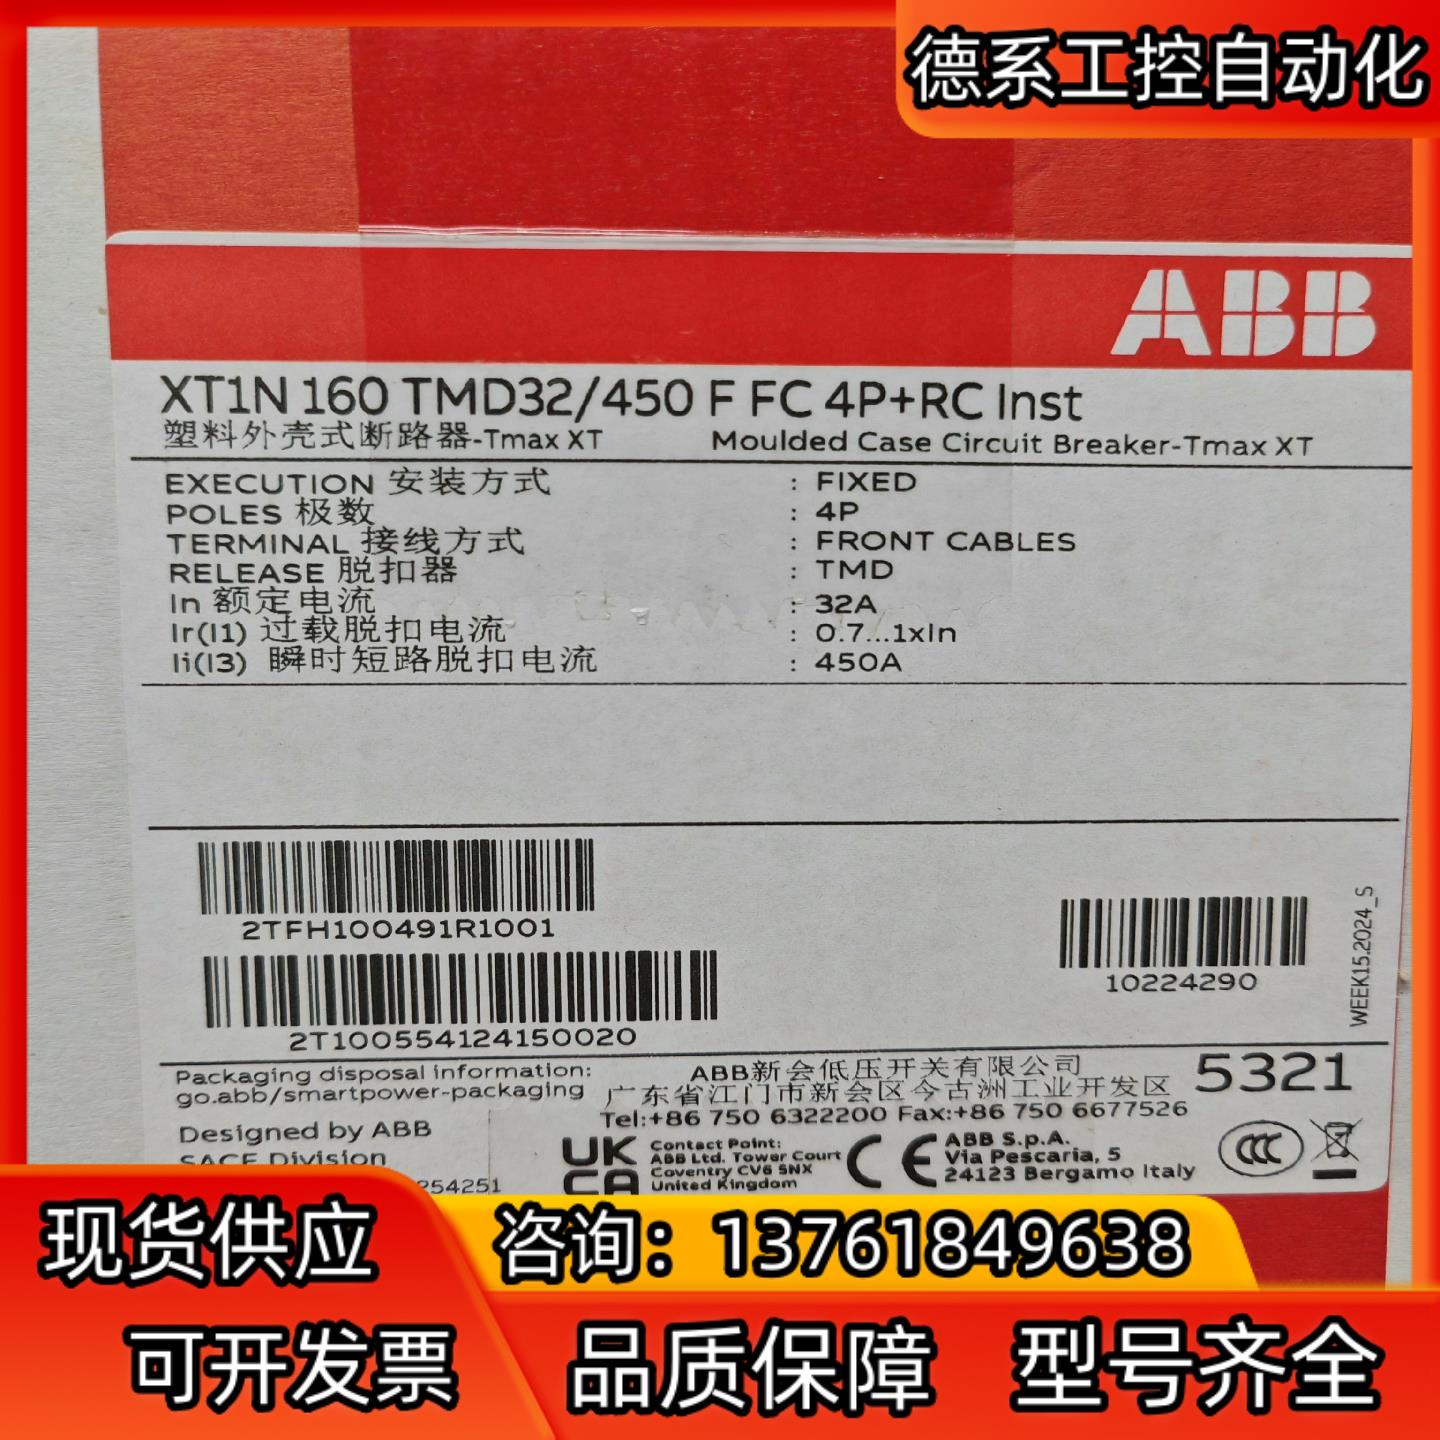 德系工控自动化
ABB
XT1N 160 TMD32/450 F FC 4P+RC Inst
塑料外壳式断路器-Tmax XT Moulded Case Circuit Breaker-Tmax XT
EXECUTION 安装方式 : FIXED
POLES 极数 : 4P
TERMINAL 接线方式 : FRONT CABLES
RELEASE 脱扣器 : TMD
In 额定电流 : 32A
Ir(I1) 过载脱扣电流 : 0.7...1xIn
Ii(I3) 瞬时短路脱扣电流 : 450A
2TFH100491R1001
10224290
WEEK15.2024_S
2T100554124150020
Packaging disposal information:
go.abb/smartpower-packaging
ABB新会低压开关有限公司
广东省江门市新会区今古洲工业开发区
Tel:+86 750 6322200 Fax:+86 750 6677526
5321
Designed by ABB
SACE Division
254251
UK
CA
Contact Point:
ABB Ltd. Tower Court
Coventry CV6 5NX
United Kingdom
CE
ABB S.p.A.
Via Pescaria, 5
24123 Bergamo Italy
CCC
现货供应
咨询：13761849638
可开发票 品质保障 型号齐全